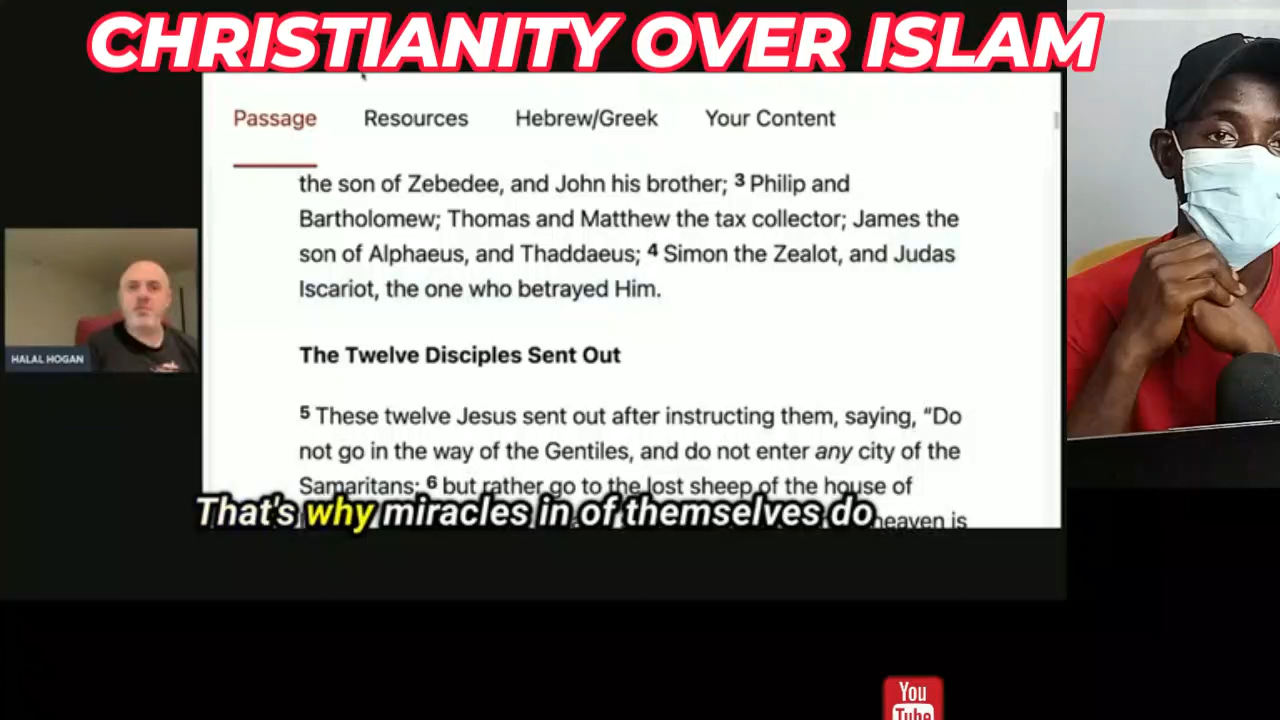 CHRISTIANITY OVER ISLAM
Passage Resources Hebrew/Greek Your Content
the son of Zebedee, and John his brother; 3 Philip and
Bartholomew; Thomas and Matthew the tax collector; James the
son of Alphaeus, and Thaddaeus; 4 Simon the Zealot, and Judas
Iscariot, the one who betrayed Him.
HALAL HOGAN
The Twelve Disciples Sent Out
5 These twelve Jesus sent out after instructing them, saying, “Do
not go in the way of the Gentiles, and do not enter any city of the
Samaritans; 6 but rather go to the lost sheep of the house of
heaven is
That's why miracles in of themselves do
You
Tube